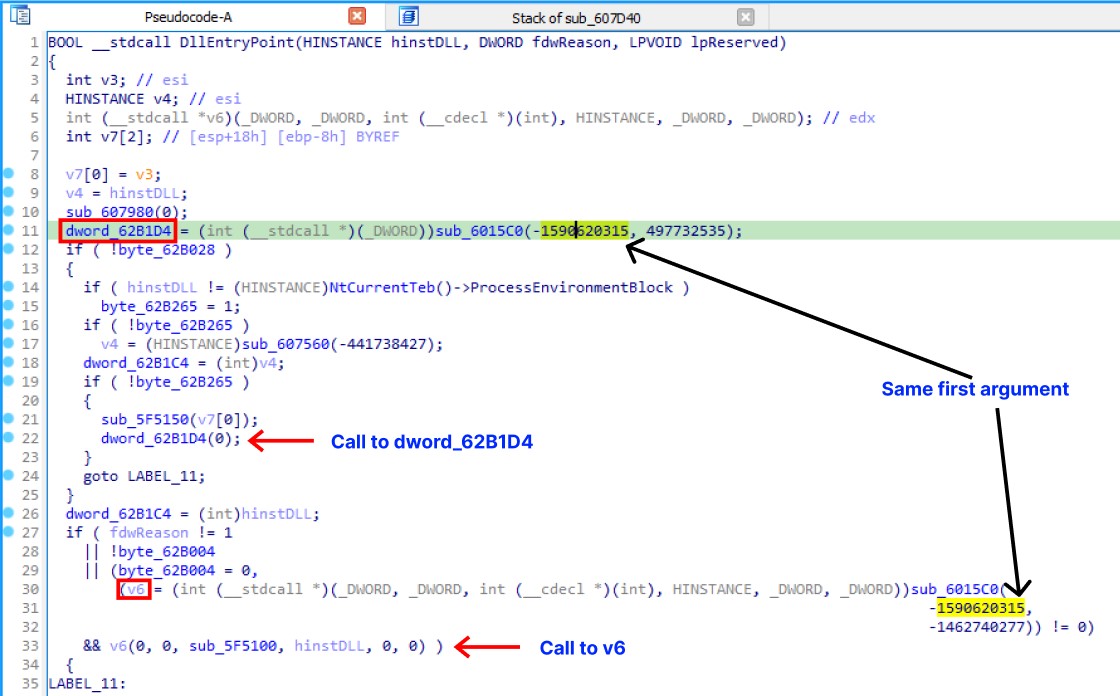 Pseudocode-A
Stack of sub_607D40
1 BOOL __stdcall DllEntryPoint(HINSTANCE hinstDLL, DWORD fdwReason, LPVOID lpReserved)
2 {
3 int v3; // esi
4 HINSTANCE v4; // esi
5 int (__stdcall *v6)(_DWORD, _DWORD, int (__cdecl *)(int), HINSTANCE, _DWORD, _DWORD); // edx
6 int v7[2]; // [esp+18h] [ebp-8h] BYREF
7
8 v7[0] = v3;
9 v4 = hinstDLL;
10 sub_607980(0);
11 dword_62B1D4 = (int (__stdcall *)(_DWORD))sub_6015C0(-1590620315, 497732535);
12 if ( !byte_62B028 )
13 {
14 if ( hinstDLL != (HINSTANCE)NtCurrentTeb()->ProcessEnvironmentBlock )
15 byte_62B265 = 1;
16 if ( !byte_62B265 )
17 v4 = (HINSTANCE)sub_607560(-441738427);
18 dword_62B1C4 = (int)v4;
19 if ( !byte_62B265 )
20 {
21 sub_5F5150(v7[0]);
22 dword_62B1D4(0);
Call to dword_62B1D4
23 }
24 goto LABEL_11;
25 }
26 dword_62B1C4 = (int)hinstDLL;
27 if ( fdwReason != 1
28 || !byte_62B004
29 || (byte_62B004 = 0,
30 (v6 = (int (__stdcall *)(_DWORD, _DWORD, int (__cdecl *)(int), HINSTANCE, _DWORD, _DWORD))sub_6015C0(
31 -1590620315,
32 -1462740277)) != 0)
33 && v6(0, 0, sub_5F5100, hinstDLL, 0, 0) )
Call to v6
34 {
35 LABEL_11:
Same first argument